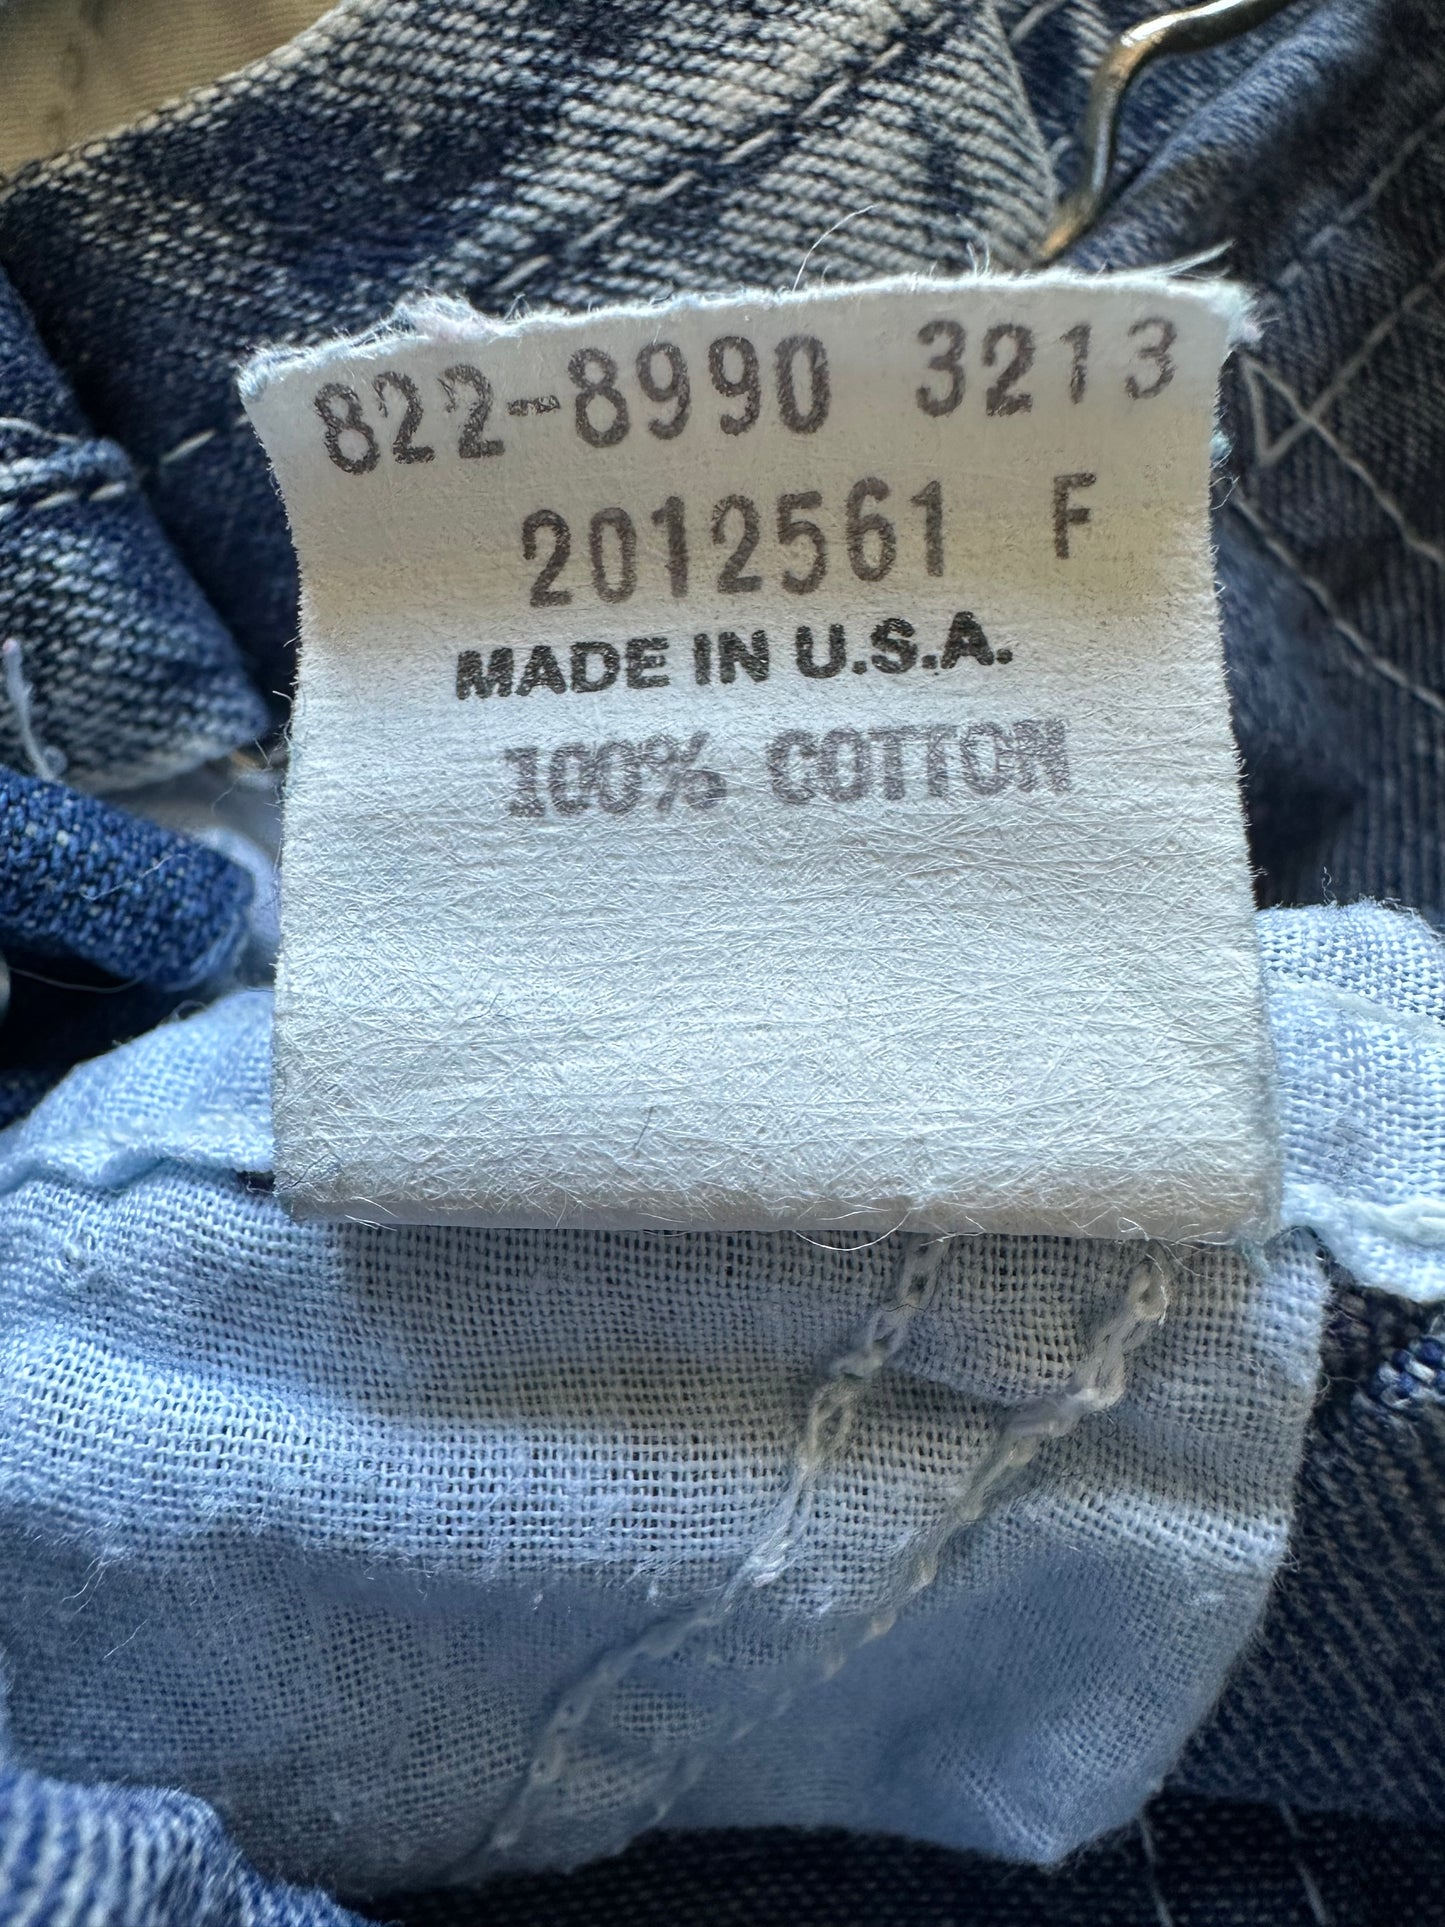 822-8990 3213
2012561 F
MADE IN U.S.A.
100% COTTON